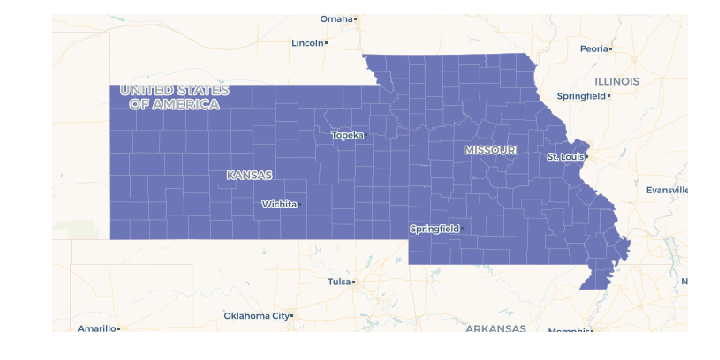 Omaha
Lincoln
Peoria
ILLINOIS
UNITED STATES
OF AMERICA
Springfield
Topeka
MISSOURI
St. Louis
KANSAS
Evansville
Wichita
Springfield
Tulsa
N
Oklahoma City
Amarillo
ARKANSAS
Memphis